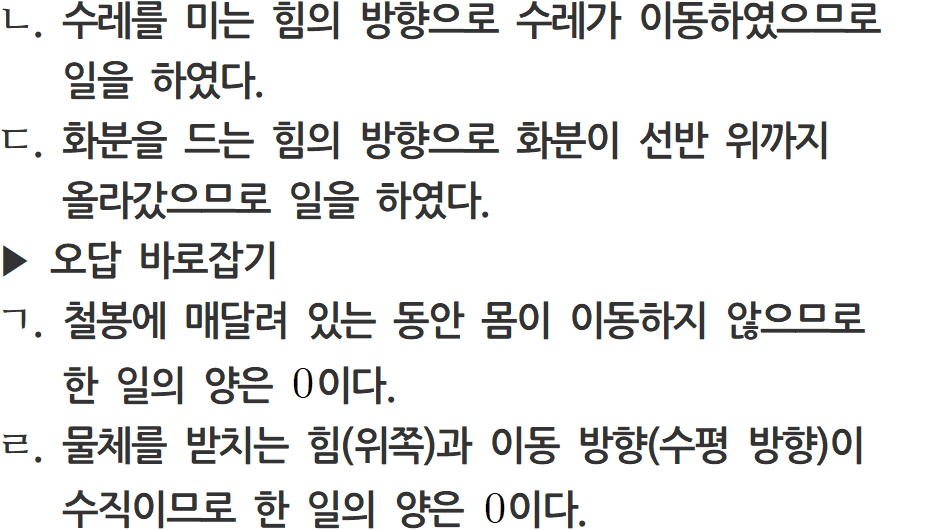 ㄴ. 수레를 미는 힘의 방향으로 수레가 이동하였으므로
일을 하였다.
ㄷ. 화분을 드는 힘의 방향으로 화분이 선반 위까지
올라갔으므로 일을 하였다.
▶ 오답 바로잡기
ㄱ. 철봉에 매달려 있는 동안 몸이 이동하지 않으므로
한 일의 양은 0이다.
ㄹ. 물체를 받치는 힘(위쪽)과 이동 방향(수평 방향)이
수직이므로 한 일의 양은 0이다.